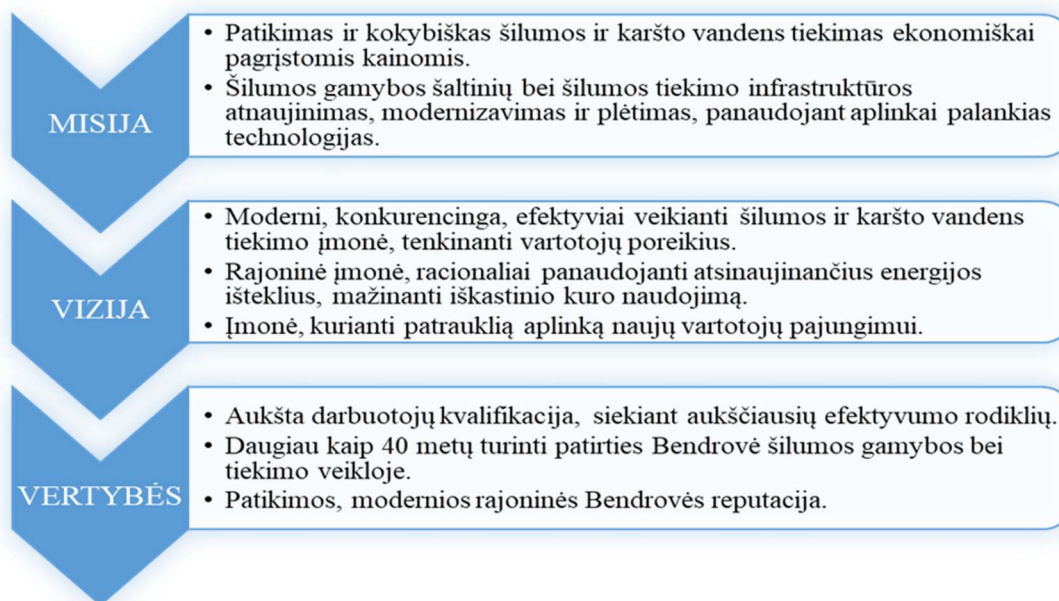 MISIJA
• Patikimas ir kokybiškas šilumos ir karšto vandens tiekimas ekonomiškai
pagrįstomis kainomis.
• Šilumos gamybos šaltinių bei šilumos tiekimo infrastruktūros
atnaujinimas, modernizavimas ir plėtimas, panaudojant aplinkai palankias
technologijas.
VIZIJA
• Moderni, konkurencinga, efektyviai veikianti šilumos ir karšto vandens
tiekimo įmonė, tenkinanti vartotojų poreikius.
• Rajoninė įmonė, racionaliai panaudojanti atsinaujinančius energijos
išteklius, mažinanti iškastinio kuro naudojimą.
• Įmonė, kurianti patrauklią aplinką naujų vartotojų pajungimui.
VERTYBĖS
• Aukšta darbuotojų kvalifikacija, siekiant aukščiausių efektyvumo rodiklių.
• Daugiau kaip 40 metų turinti patirties Bendrovė šilumos gamybos bei
tiekimo veikloje.
• Patikimos, modernios rajoninės Bendrovės reputacija.